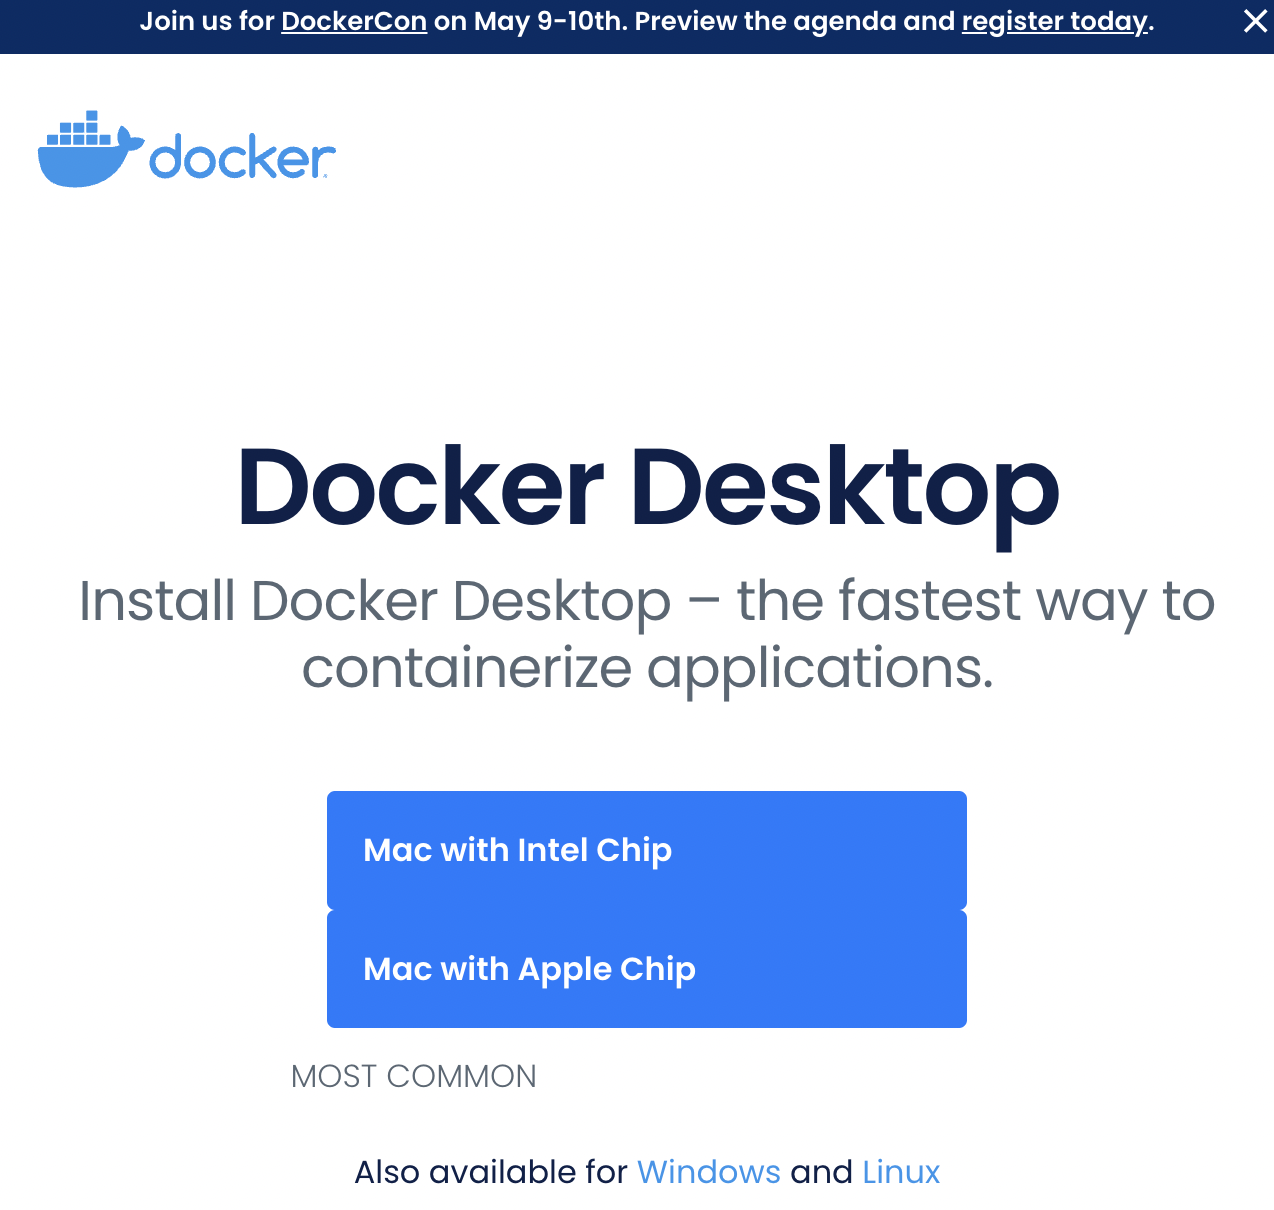 Join us for DockerCon on May 9-10th. Preview the agenda and register today.
docker
Docker Desktop
Install Docker Desktop – the fastest way to
containerize applications.
Mac with Intel Chip
Mac with Apple Chip
MOST COMMON
Also available for Windows and Linux